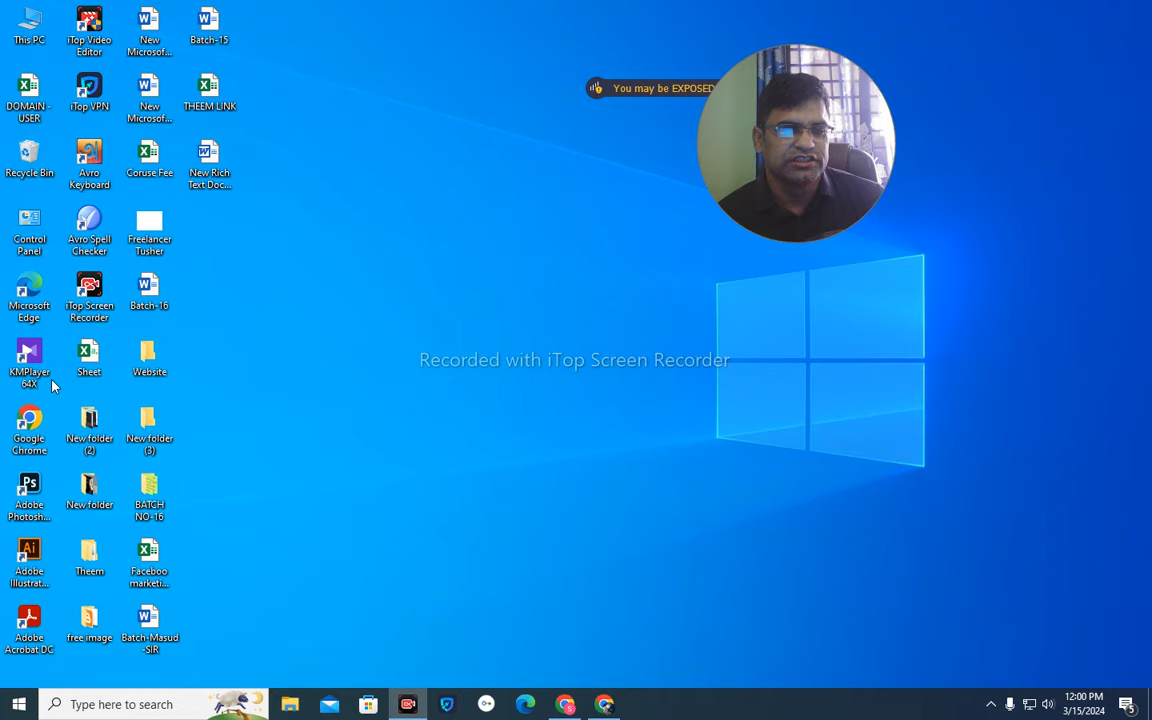 This PC
iTop Video
Editor
New
Microsof...
Batch-15
DOMAIN -
USER
iTop VPN
New
Microsof...
THEEM LINK
Recycle Bin
Avro
Keyboard
Coruse Fee
New Rich
Text Doc...
Control
Panel
Avro Spell
Checker
Freelancer
Tusher
Microsoft
Edge
iTop Screen
Recorder
Batch-16
KMPlayer
64X
Sheet
Website
Google
Chrome
New folder
(2)
New folder
(3)
Adobe
Photosh...
New folder
BATCH
NO-16
Adobe
Illustrat...
Theem
Faceboo
marketi...
Adobe
Acrobat DC
free image
Batch-Masud
-SIR
You may be EXPOSED
Recorded with iTop Screen Recorder
Type here to search
12:00 PM
3/15/2024
5